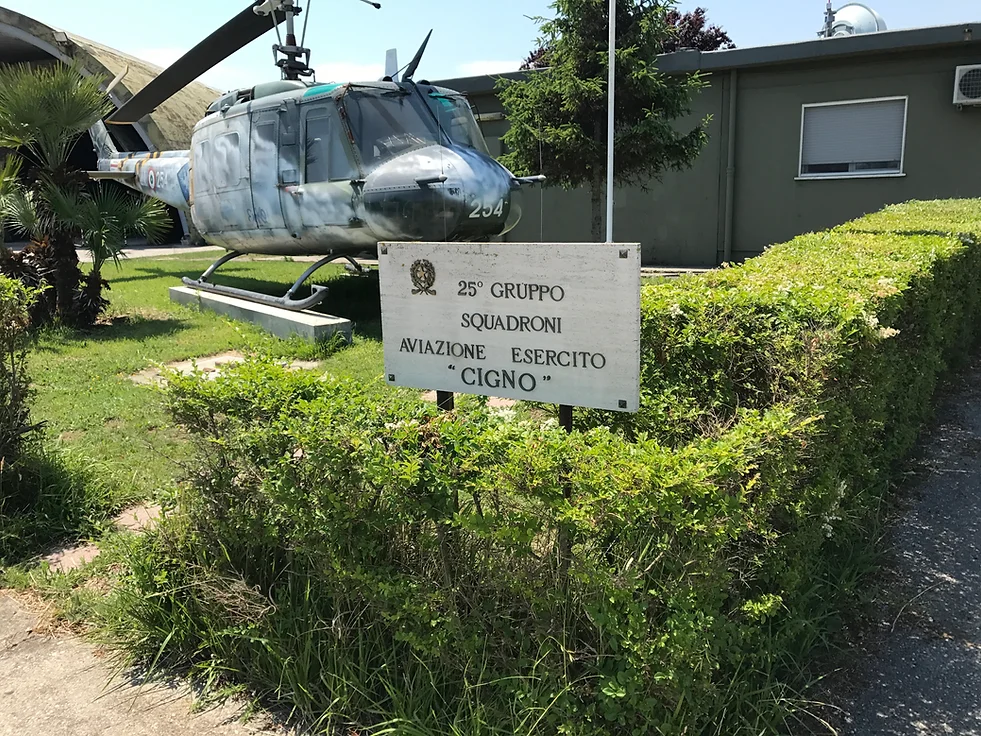 254
25° GRUPPO
SQUADRONI
AVIAZIONE ESERCITO
"CIGNO"